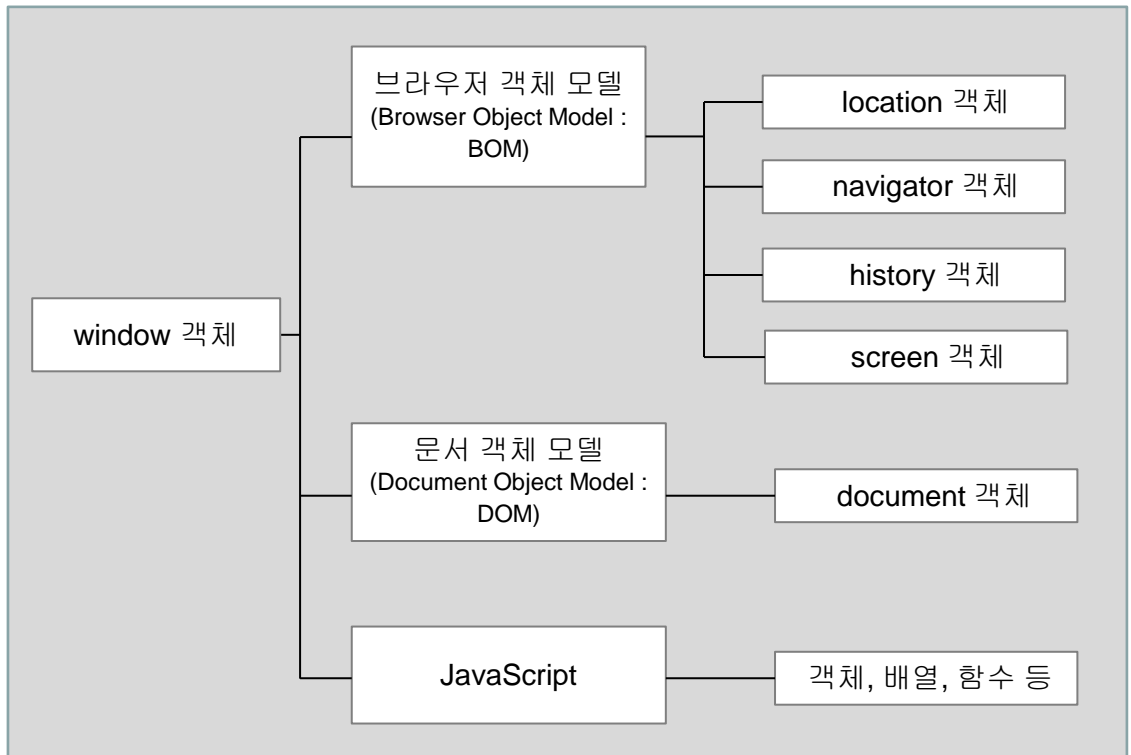 브라우저 객체 모델
(Browser Object Model :
BOM)
location 객체
navigator 객체
history 객체
screen 객체
window 객체
문서 객체 모델
(Document Object Model :
DOM)
document 객체
JavaScript
객체, 배열, 함수 등